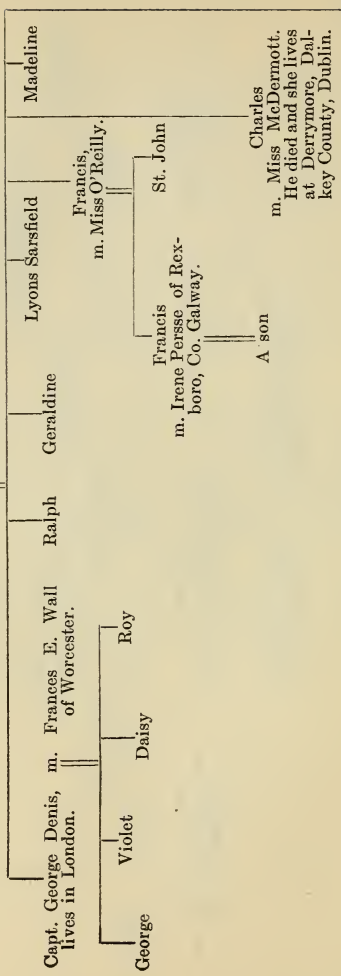 Capt. George Denis,
lives in London.
m.
Frances E. Wall
of Worcester.
George
Violet
Daisy
Roy
Ralph
Geraldine
Lyons Sarsfield
Francis,
m. Miss O'Reilly.
Francis
m. Irene Persse of Rox-
boro, Co. Galway.
A son
St. John
Madeline
Charles
m. Miss McDermott.
He died and she lives
at Derrymore, Dal-
key County, Dublin.